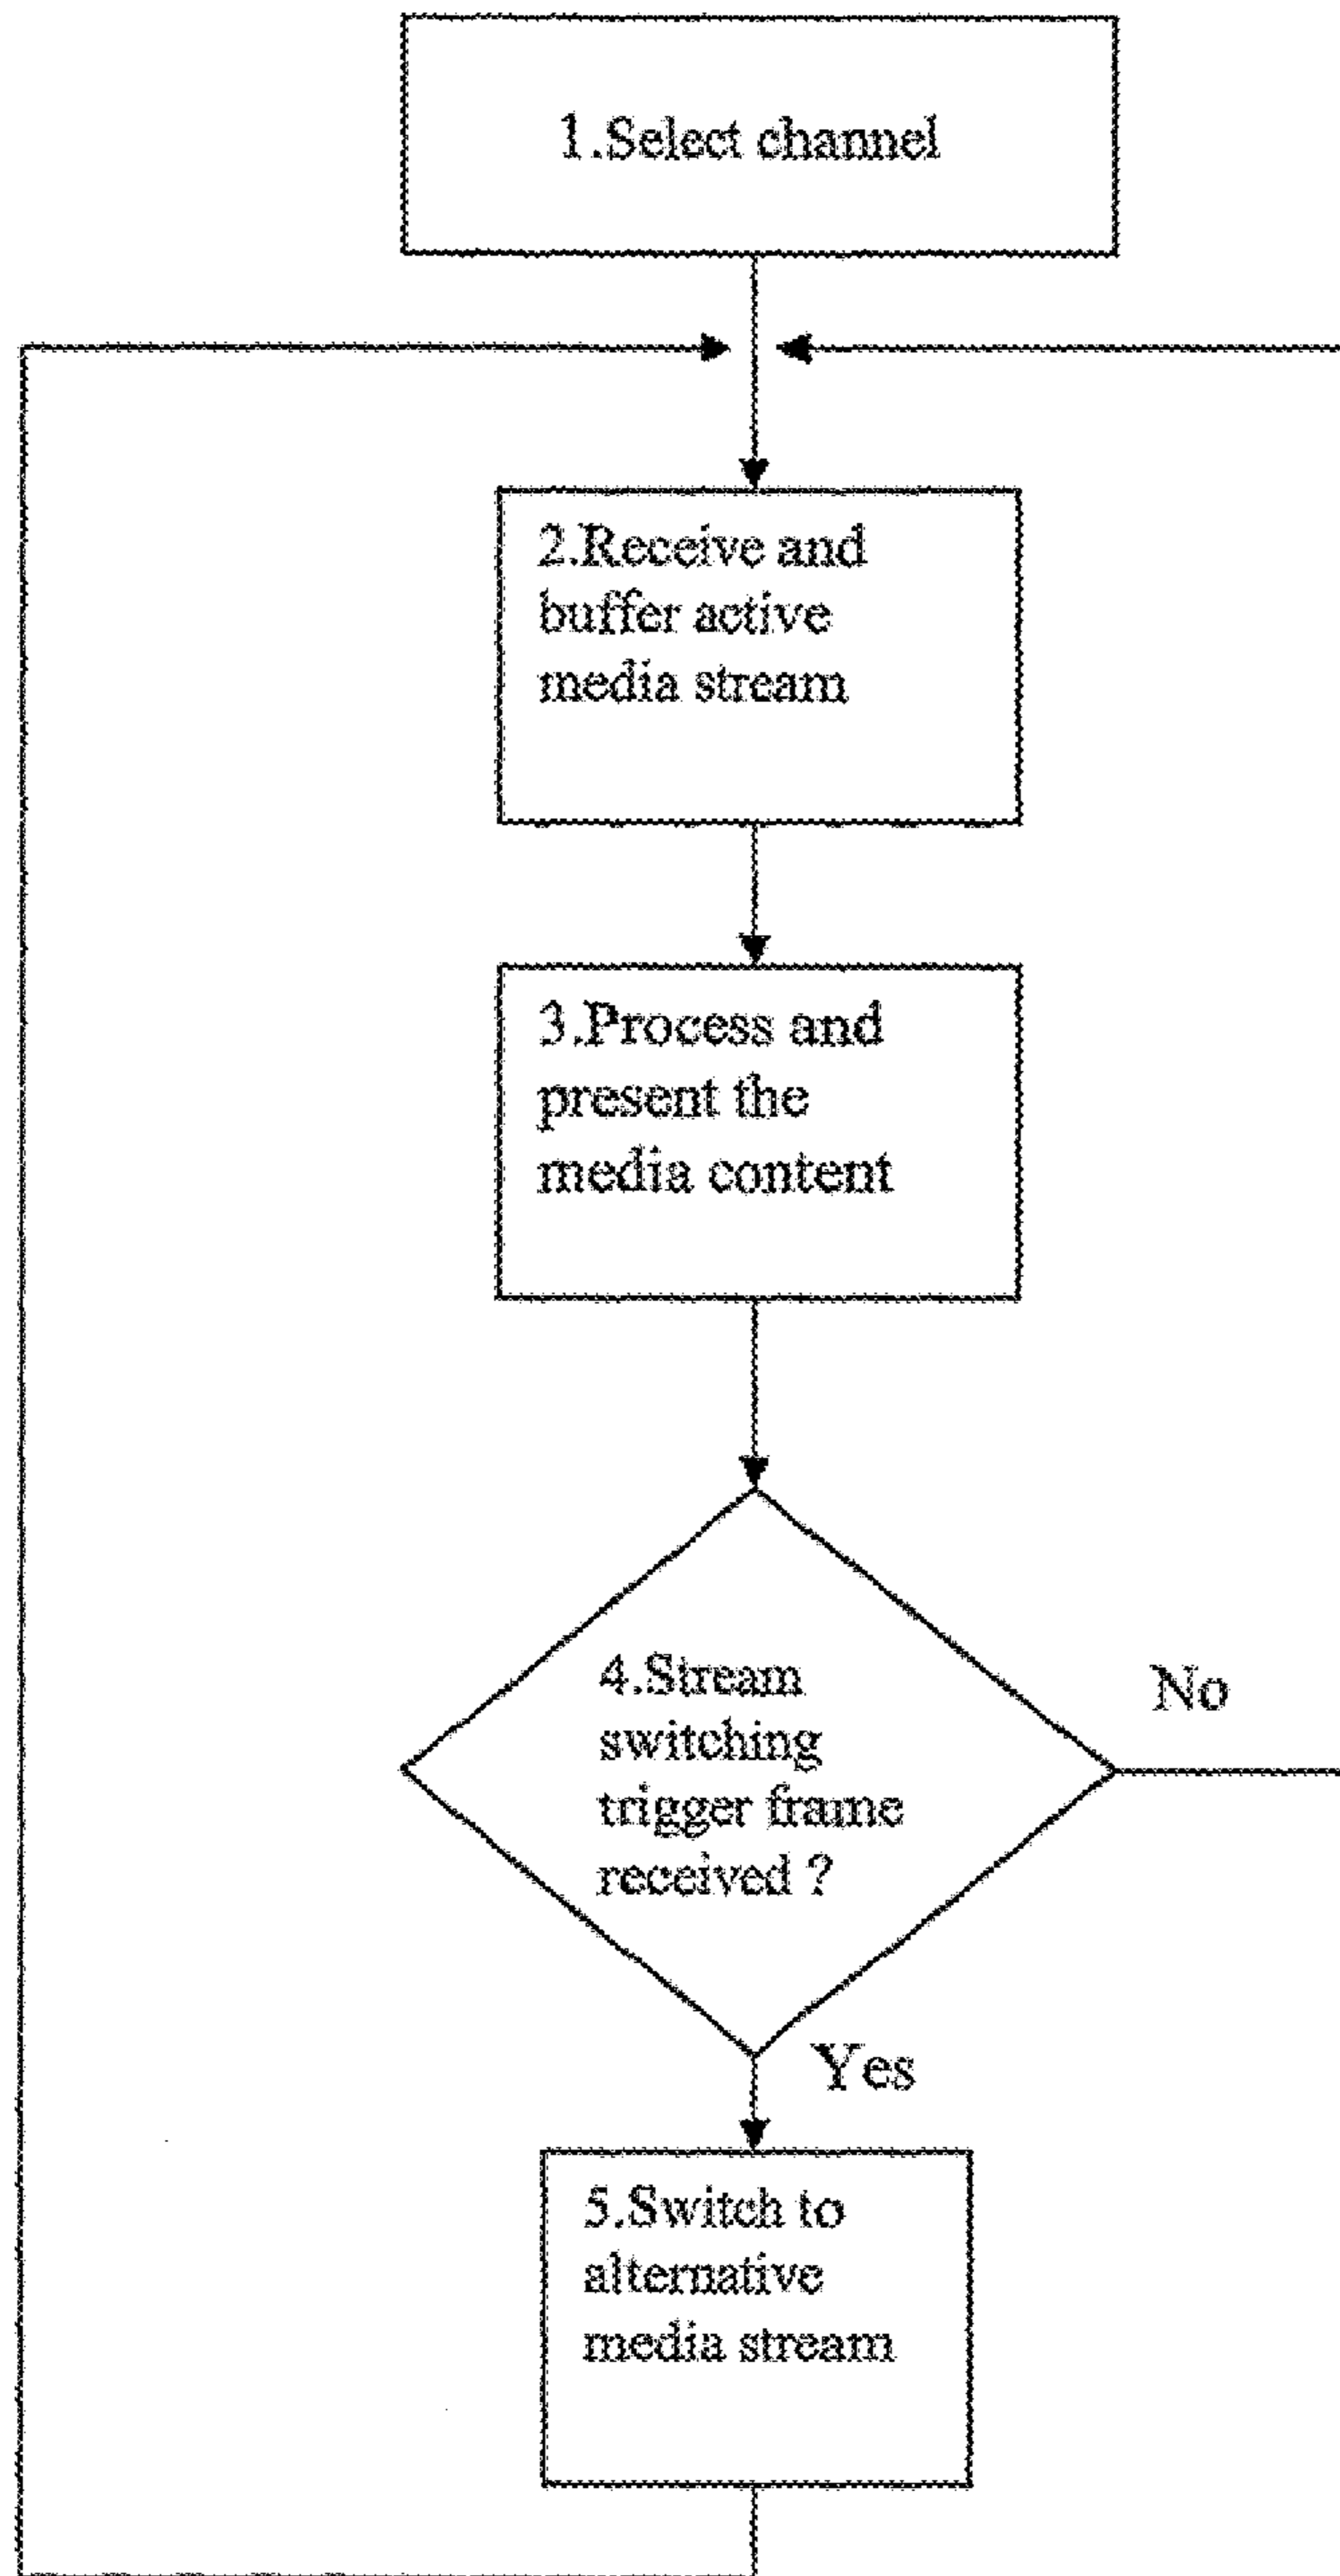 1.Select channel
2.Receive and
buffer active
media stream
3.Process and
present the
media content
4.Stream
switching
trigger frame
received ?
No
Yes
5.Switch to
alternative
media stream